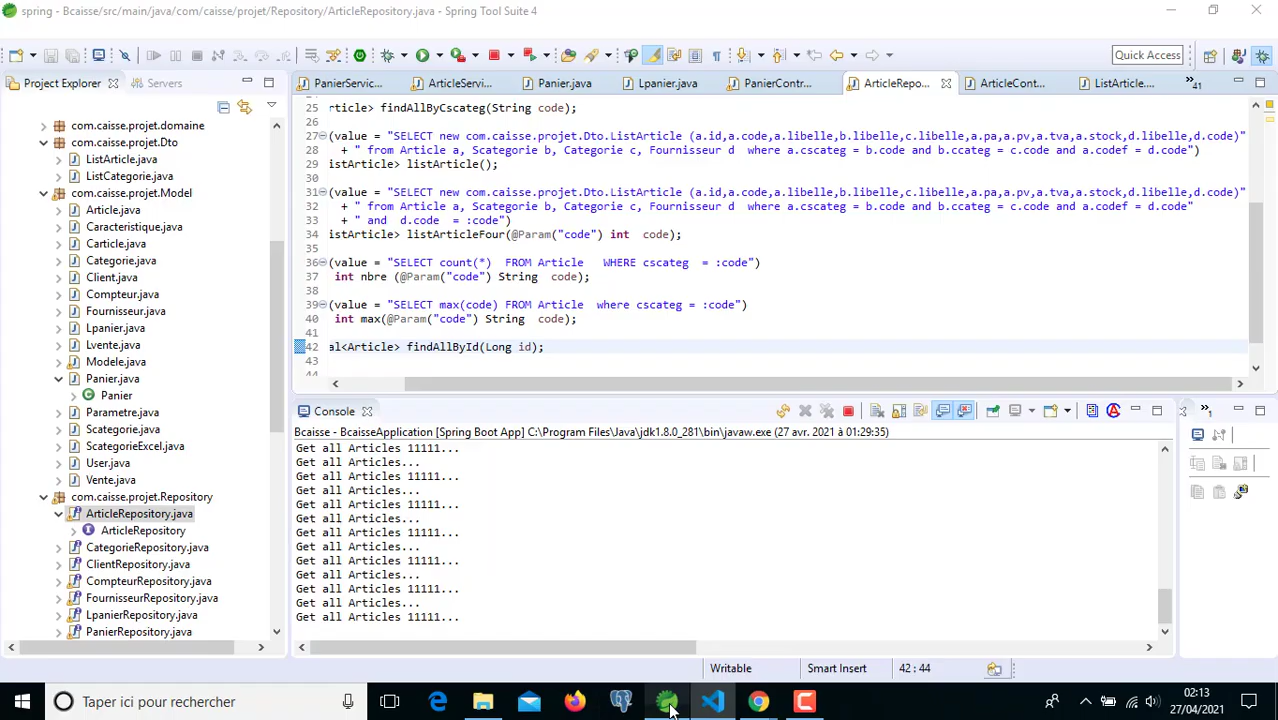 spring - Bcaisse/src/main/java/com/caisse/projet/Repository/ArticleRepository.java - Spring Tool Suite 4
Quick Access
Project Explorer
Servers
PanierServic...
ArticleServi...
Panier.java
Lpanier.java
PanierContr...
ArticleRepo...
ArticleCont...
ListArticle....
41
com.caisse.projet.domaine
com.caisse.projet.Dto
ListArticle.java
ListCategorie.java
com.caisse.projet.Model
Article.java
Caracteristique.java
Carticle.java
Categorie.java
Client.java
Compteur.java
Fournisseur.java
Lpanier.java
Lvente.java
Modele.java
Panier.java
Panier
Parametre.java
Scategorie.java
ScategorieExcel.java
User.java
Vente.java
com.caisse.projet.Repository
ArticleRepository.java
ArticleRepository
CategorieRepository.java
ClientRepository.java
CompteurRepository.java
FournisseurRepository.java
LpanierRepository.java
PanierRepository.java
25 rticle> findAllByCscateg(String code);
26
27 (value = "SELECT new com.caisse.projet.Dto.ListArticle (a.id,a.code,a.libelle,b.libelle,c.libelle,a.pa,a.pv,a.tva,a.stock,d.libelle,d.code)"
28 + " from Article a, Scategorie b, Categorie c, Fournisseur d  where a.cscateg = b.code and b.ccateg = c.code and a.codef = d.code")
29 istArticle> listArticle();
30
31 (value = "SELECT new com.caisse.projet.Dto.ListArticle (a.id,a.code,a.libelle,b.libelle,c.libelle,a.pa,a.pv,a.tva,a.stock,d.libelle,d.code)"
32 + " from Article a, Scategorie b, Categorie c, Fournisseur d  where a.cscateg = b.code and b.ccateg = c.code and a.codef = d.code"
33 + " and  d.code  = :code")
34 istArticle> listArticleFour(@Param("code") int  code);
35
36 (value = "SELECT count(*)  FROM Article   WHERE cscateg  = :code")
37 int nbre (@Param("code") String  code);
38
39 (value = "SELECT max(code) FROM Article  where cscateg = :code")
40 int max(@Param("code") String  code);
41
42 al<Article> findAllById(Long id);
43
44
Console
1
Bcaisse - BcaisseApplication [Spring Boot App] C:\Program Files\Java\jdk1.8.0_281\bin\javaw.exe (27 avr. 2021 à 01:29:35)
Get all Articles 11111...
Get all Articles...
Get all Articles 11111...
Get all Articles...
Get all Articles 11111...
Get all Articles...
Get all Articles 11111...
Get all Articles...
Get all Articles 11111...
Get all Articles...
Get all Articles 11111...
Get all Articles...
Get all Articles 11111...
Writable
Smart Insert
42 : 44
Taper ici pour rechercher
02:13
27/04/2021